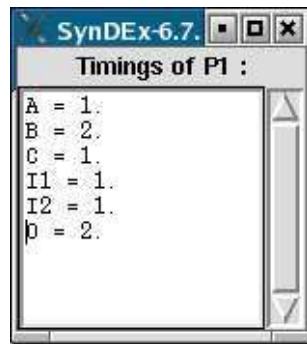 SynDEx-6.7.
Timings of P1 :
A = 1.
B = 2.
C = 1.
I1 = 1.
I2 = 1.
O = 2.